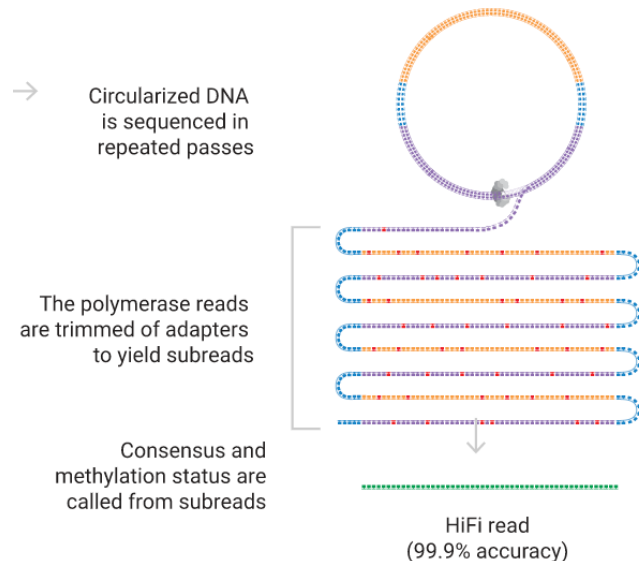 Circularized DNA
is sequenced in
repeated passes
The polymerase reads
are trimmed of adapters
to yield subreads
Consensus and
methylation status are
called from subreads
HiFi read
(99.9% accuracy)